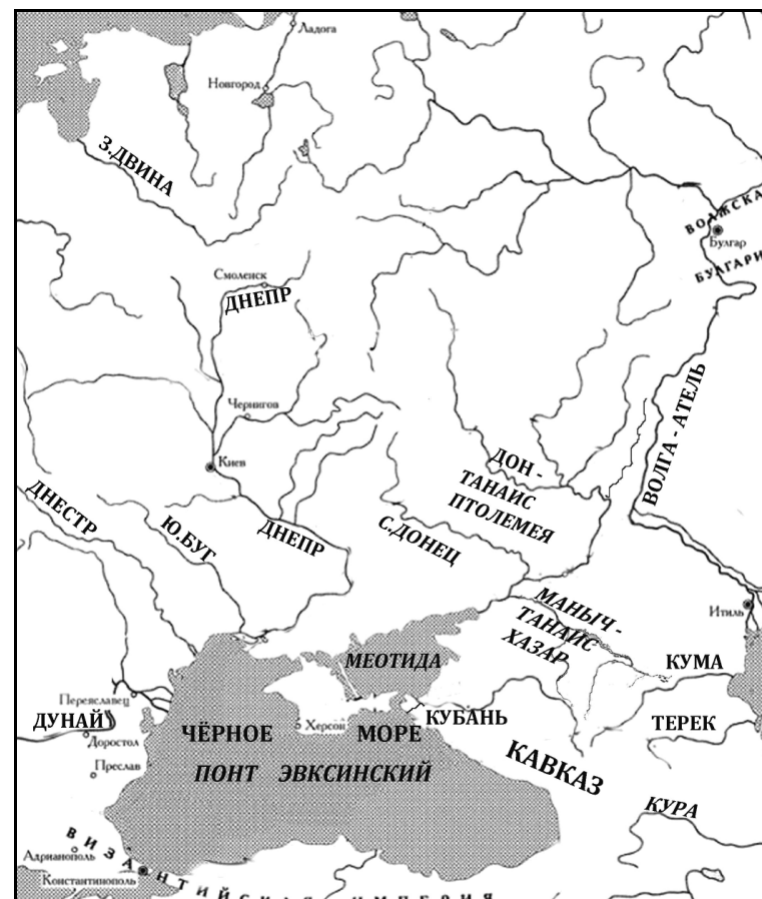 Ладога
Новгород
З.ДВИНА
ВОЛЖСКАЯ
Булгар
БУЛГАРИЯ
Смоленск
ДНЕПР
Чернигов
ВОЛГА - АТЕЛЬ
Киев
ДОН -
ТАНАИС
ПТОЛЕМЕЯ
ДНЕСТР
Ю.БУГ
ДНЕПР
С.ДОНЕЦ
МАНЫЧ -
ТАНАИС
ХАЗАР
Итиль
МЕОТИДА
КУМА
Переяславец
ДУНАЙ
Доростол
ЧЁРНОЕ
Херсон
МОРЕ
КУБАНЬ
ТЕРЕК
Преслав
ПОНТ ЭВКСИНСКИЙ
КАВКАЗ
КУРА
Адрианополь
Константинополь
ВИЗАНТИЙСКАЯ ИМПЕРИЯ